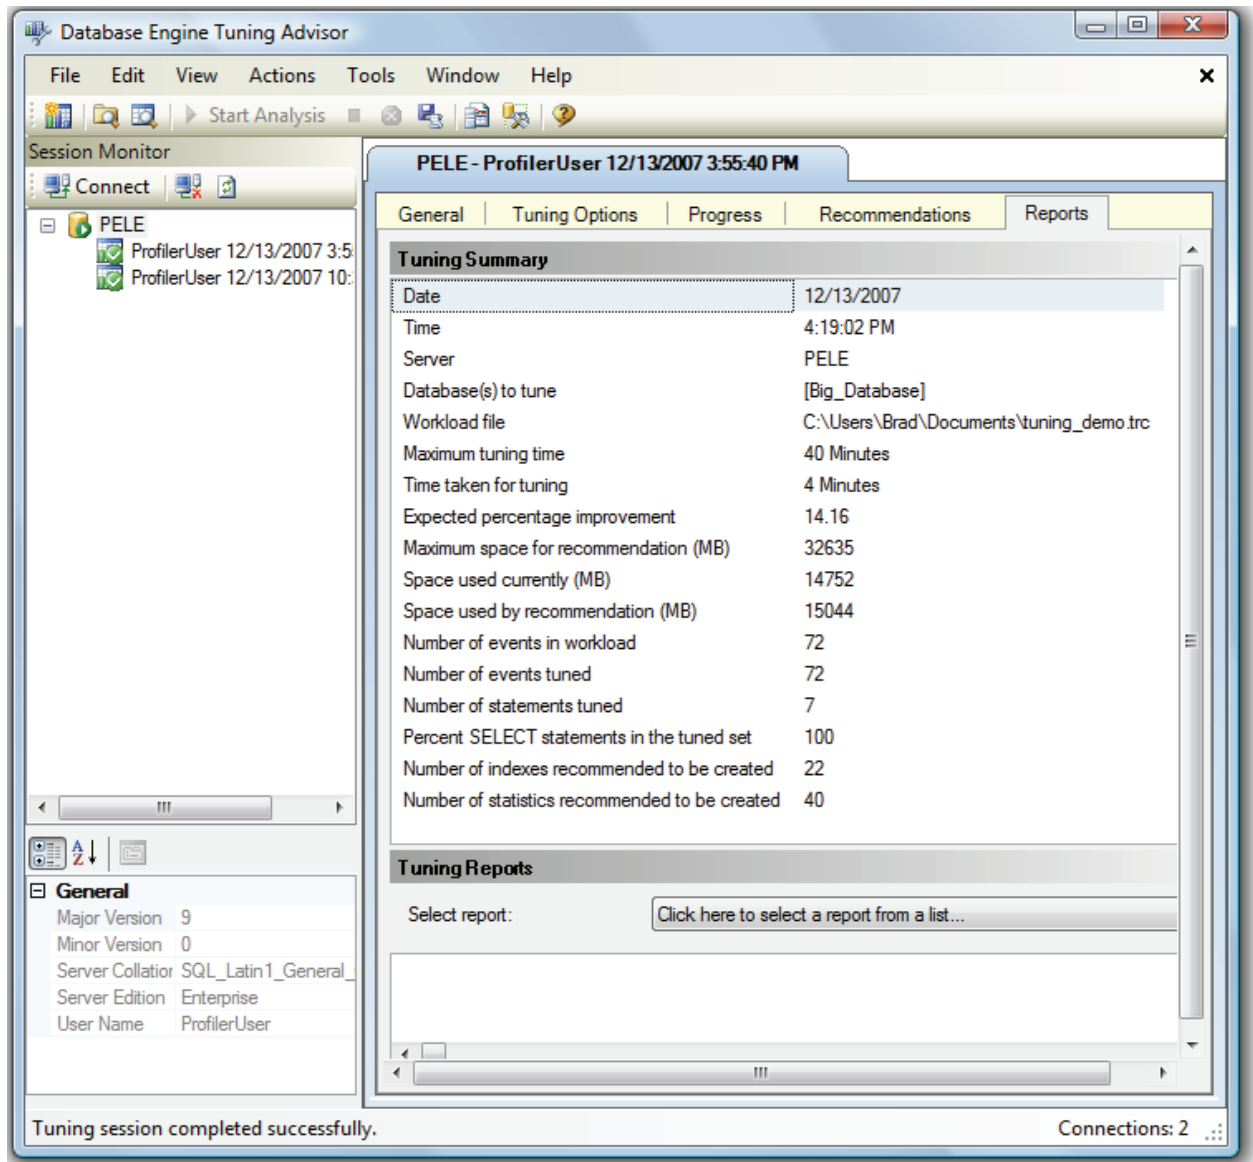 Database Engine Tuning Advisor
File Edit View Actions Tools Window Help
Start Analysis
Session Monitor
Connect
PELE
ProfilerUser 12/13/2007 3:5
ProfilerUser 12/13/2007 10:
General
Major Version 9
Minor Version 0
Server Collation SQL_Latin1_General_
Server Edition Enterprise
User Name ProfilerUser
PELE - ProfilerUser 12/13/2007 3:55:40 PM
General Tuning Options Progress Recommendations Reports
Tuning Summary
Date 12/13/2007
Time 4:19:02 PM
Server PELE
Database(s) to tune [Big_Database]
Workload file C:\Users\Brad\Documents\tuning_demo.trc
Maximum tuning time 40 Minutes
Time taken for tuning 4 Minutes
Expected percentage improvement 14.16
Maximum space for recommendation (MB) 32635
Space used currently (MB) 14752
Space used by recommendation (MB) 15044
Number of events in workload 72
Number of events tuned 72
Number of statements tuned 7
Percent SELECT statements in the tuned set 100
Number of indexes recommended to be created 22
Number of statistics recommended to be created 40
Tuning Reports
Select report: Click here to select a report from a list...
Tuning session completed successfully. Connections: 2